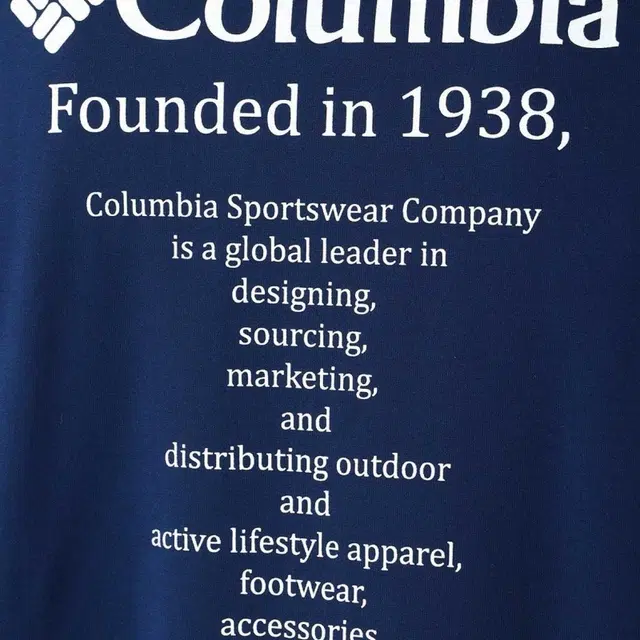 Columbia
Founded in 1938,
Columbia Sportswear Company
is a global leader in
designing,
sourcing,
marketing,
and
distributing outdoor
and
active lifestyle apparel,
footwear,
accessories